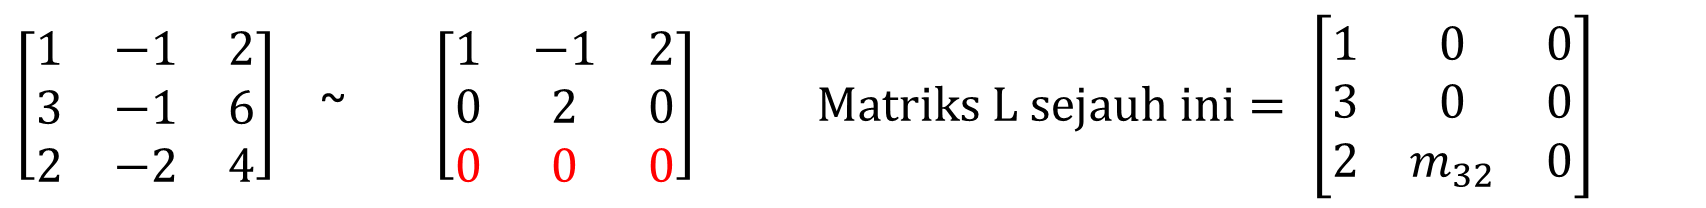 [1 −1 2] [1 −1 2] [1 0 0]
[3 −1 6] ~ [0 2 0] Matriks L sejauh ini = [3 0 0]
[2 −2 4] [0 0 0] [2 m₃₂ 0]